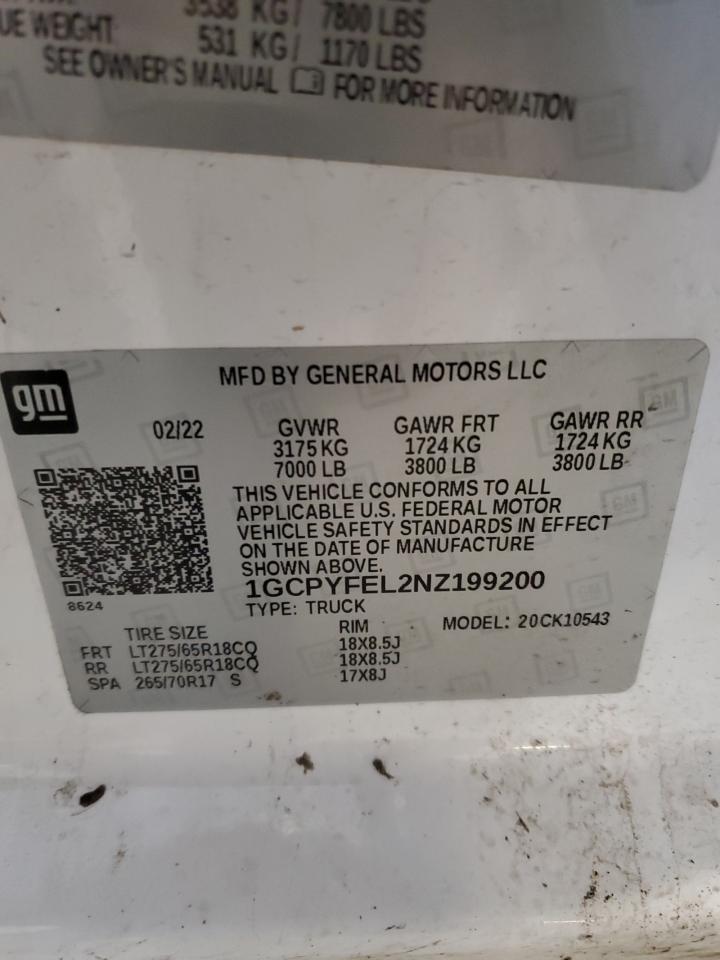 3538 KG/ 7800 LBS
UE WEIGHT 531 KG/ 1170 LBS
SEE OWNER'S MANUAL FOR MORE INFORMATION
gm
MFD BY GENERAL MOTORS LLC
02/22 GVWR GAWR FRT GAWR RR
3175 KG 1724 KG 1724 KG
7000 LB 3800 LB 3800 LB
THIS VEHICLE CONFORMS TO ALL
APPLICABLE U.S. FEDERAL MOTOR
VEHICLE SAFETY STANDARDS IN EFFECT
ON THE DATE OF MANUFACTURE
SHOWN ABOVE.
8624
1GCPYFEL2NZ199200
TYPE: TRUCK MODEL: 20CK10543
TIRE SIZE RIM
FRT LT275/65R18CQ 18X8.5J
RR LT275/65R18CQ 18X8.5J
SPA 265/70R17 S 17X8J